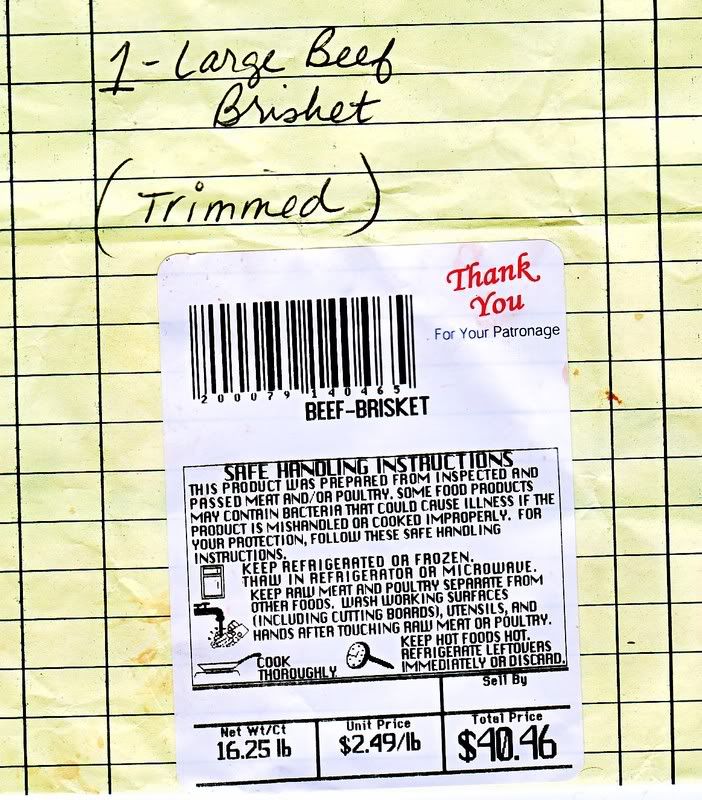 1 - Large Beef
Brisket
(Trimmed)
Thank
You
For Your Patronage
200079 140465
BEEF-BRISKET
SAFE HANDLING INSTRUCTIONS
THIS PRODUCT WAS PREPARED FROM INSPECTED AND
PASSED MEAT AND/OR POULTRY. SOME FOOD PRODUCTS
MAY CONTAIN BACTERIA THAT COULD CAUSE ILLNESS IF THE
PRODUCT IS MISHANDLED OR COOKED IMPROPERLY. FOR
YOUR PROTECTION, FOLLOW THESE SAFE HANDLING
INSTRUCTIONS.
KEEP REFRIGERATED OR FROZEN.
THAW IN REFRIGERATOR OR MICROWAVE.
KEEP RAW MEAT AND POULTRY SEPARATE FROM
OTHER FOODS. WASH WORKING SURFACES
(INCLUDING CUTTING BOARDS), UTENSILS, AND
HANDS AFTER TOUCHING RAW MEAT OR POULTRY.
COOK
THOROUGHLY.
KEEP HOT FOODS HOT.
REFRIGERATE LEFTOVERS
IMMEDIATELY OR DISCARD.
Sell By
Net Wt/Ct
16.25 lb
Unit Price
$2.49/lb
Total Price
$40.46